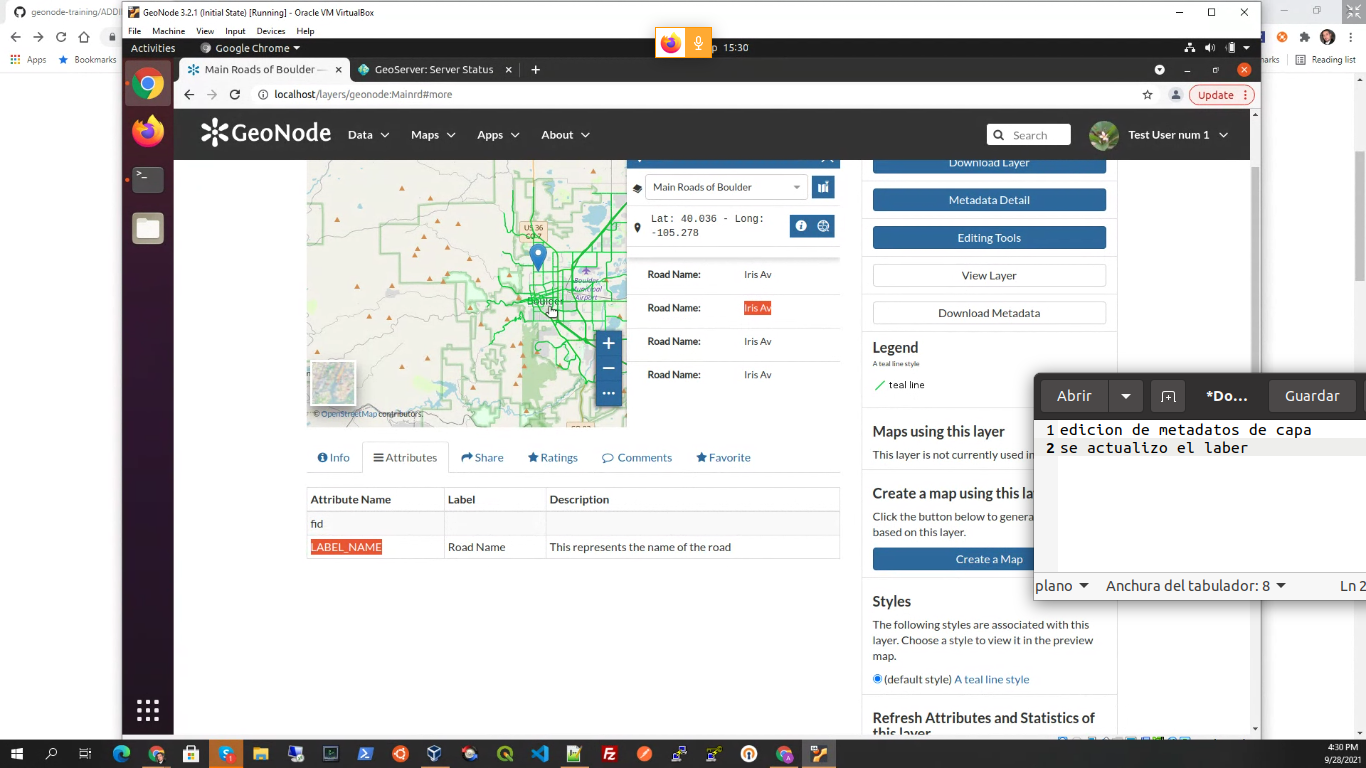 geonode-training/ADDI
GeoNode 3.2.1 (Initial State) [Running] - Oracle VM VirtualBox
File Machine View Input Devices Help
Activities Google Chrome 15:30
Apps Bookmarks
Reading list
Main Roads of Boulder — GeoServer: Server Status
localhost/layers/geonode:Mainrd#more
Update
GeoNode Data Maps Apps About Search Test User num 1
Main Roads of Boulder
Lat: 40.036 - Long:
-105.278
Road Name: Iris Av
Road Name: Iris Av
Road Name: Iris Av
Road Name: Iris Av
US 36
Boulder
Boulder
Municipal
Airport
© OpenStreetMap contributors.
Info Attributes Share Ratings Comments Favorite
Attribute Name Label Description
fid
LABEL_NAME Road Name This represents the name of the road
Download Layer
Metadata Detail
Editing Tools
View Layer
Download Metadata
Legend
A teal line style
teal line
Maps using this layer
This layer is not currently used in
Create a map using this la
Click the button below to genera
based on this layer.
Create a Map
Styles
The following styles are associated with this
layer. Choose a style to view it in the preview
map.
(default style) A teal line style
Refresh Attributes and Statistics of
this layer
Abrir *Do... Guardar
1 edicion de metadatos de capa
2 se actualizo el laber
plano Anchura del tabulador: 8 Ln 2
4:30 PM
9/28/2021